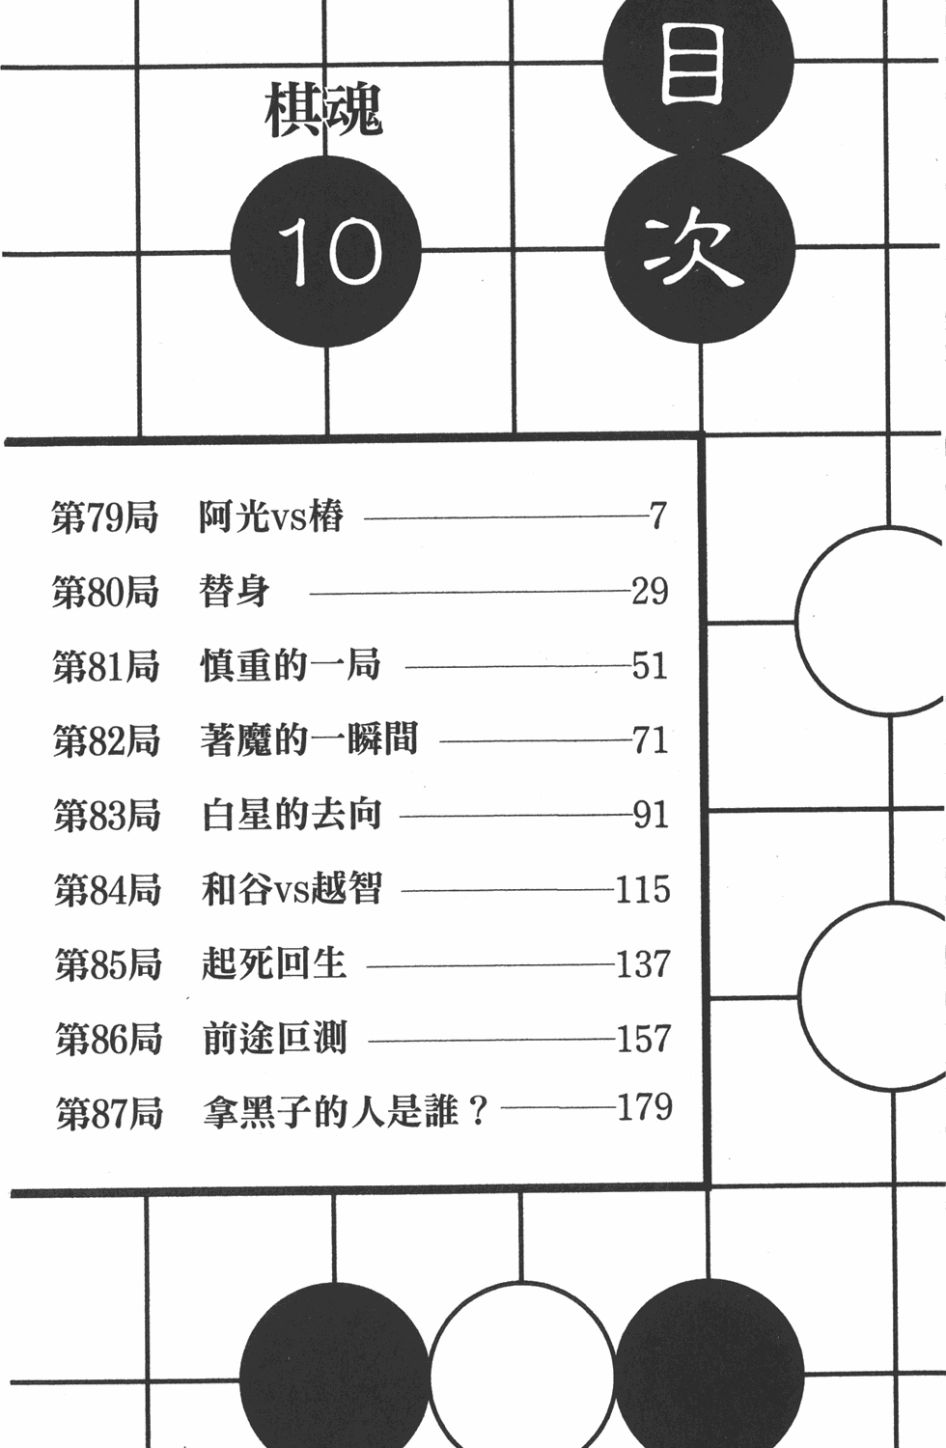 目次
棋魂
10
第79局 阿光vs樁 7
第80局 替身 29
第81局 慎重的一局 51
第82局 著魔的一瞬間 71
第83局 白星的去向 91
第84局 和谷vs越智 115
第85局 起死回生 137
第86局 前途叵測 157
第87局 拿黑子的人是誰？ 179